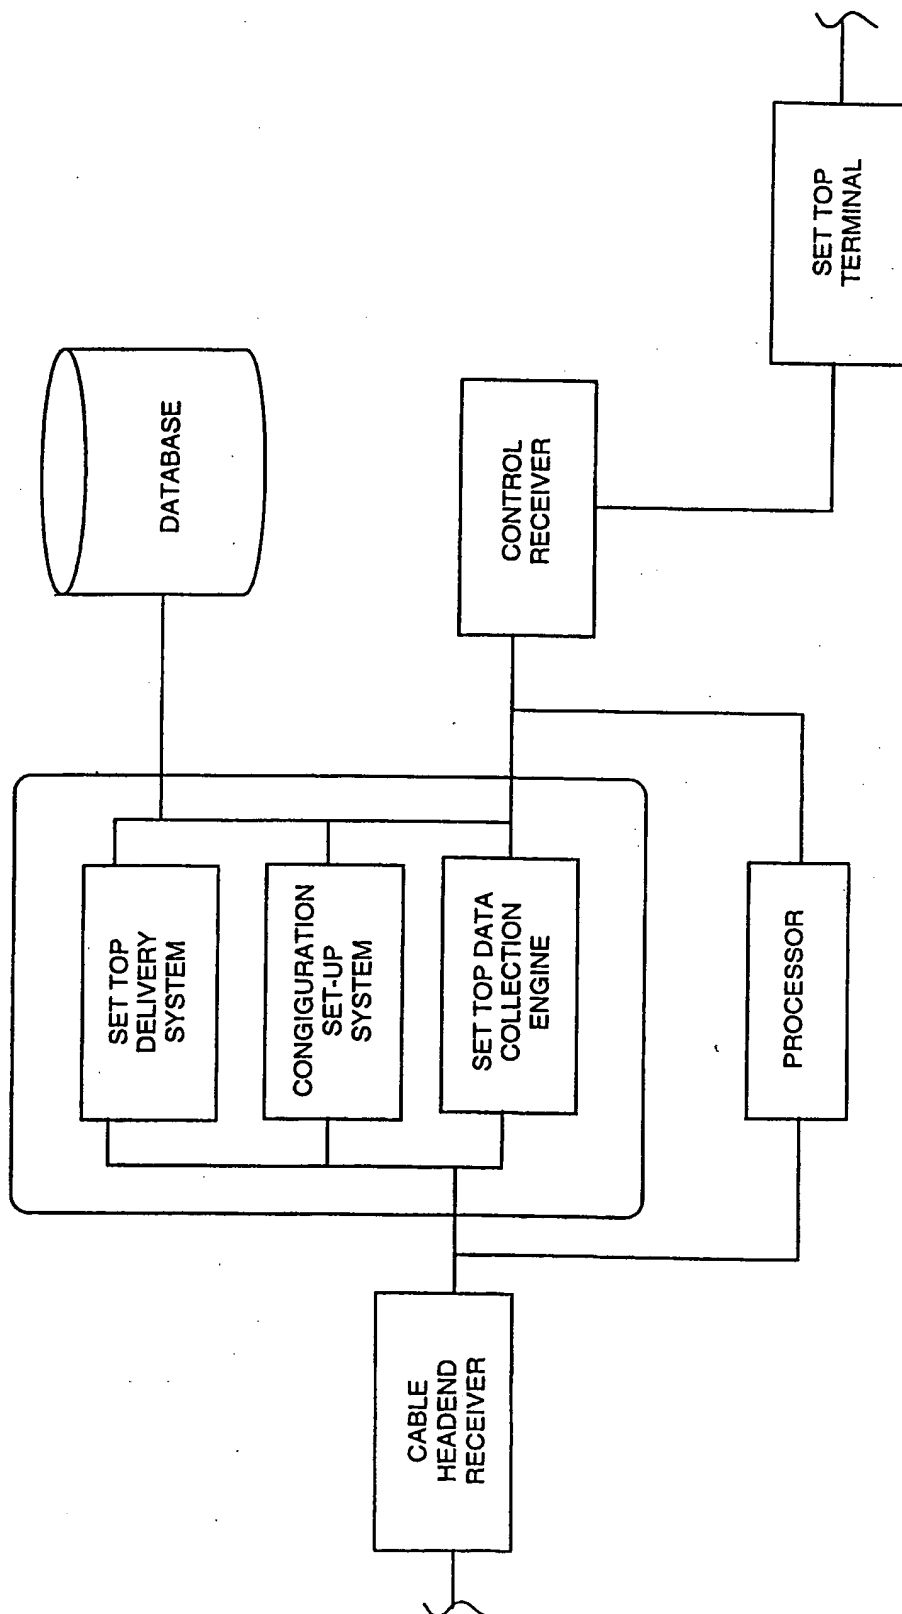 DATABASE
SET TOP
DELIVERY
SYSTEM
CONGIGURATION
SET-UP
SYSTEM
SET TOP DATA
COLLECTION
ENGINE
CABLE
HEADEND
RECEIVER
CONTROL
RECEIVER
PROCESSOR
SET TOP
TERMINAL